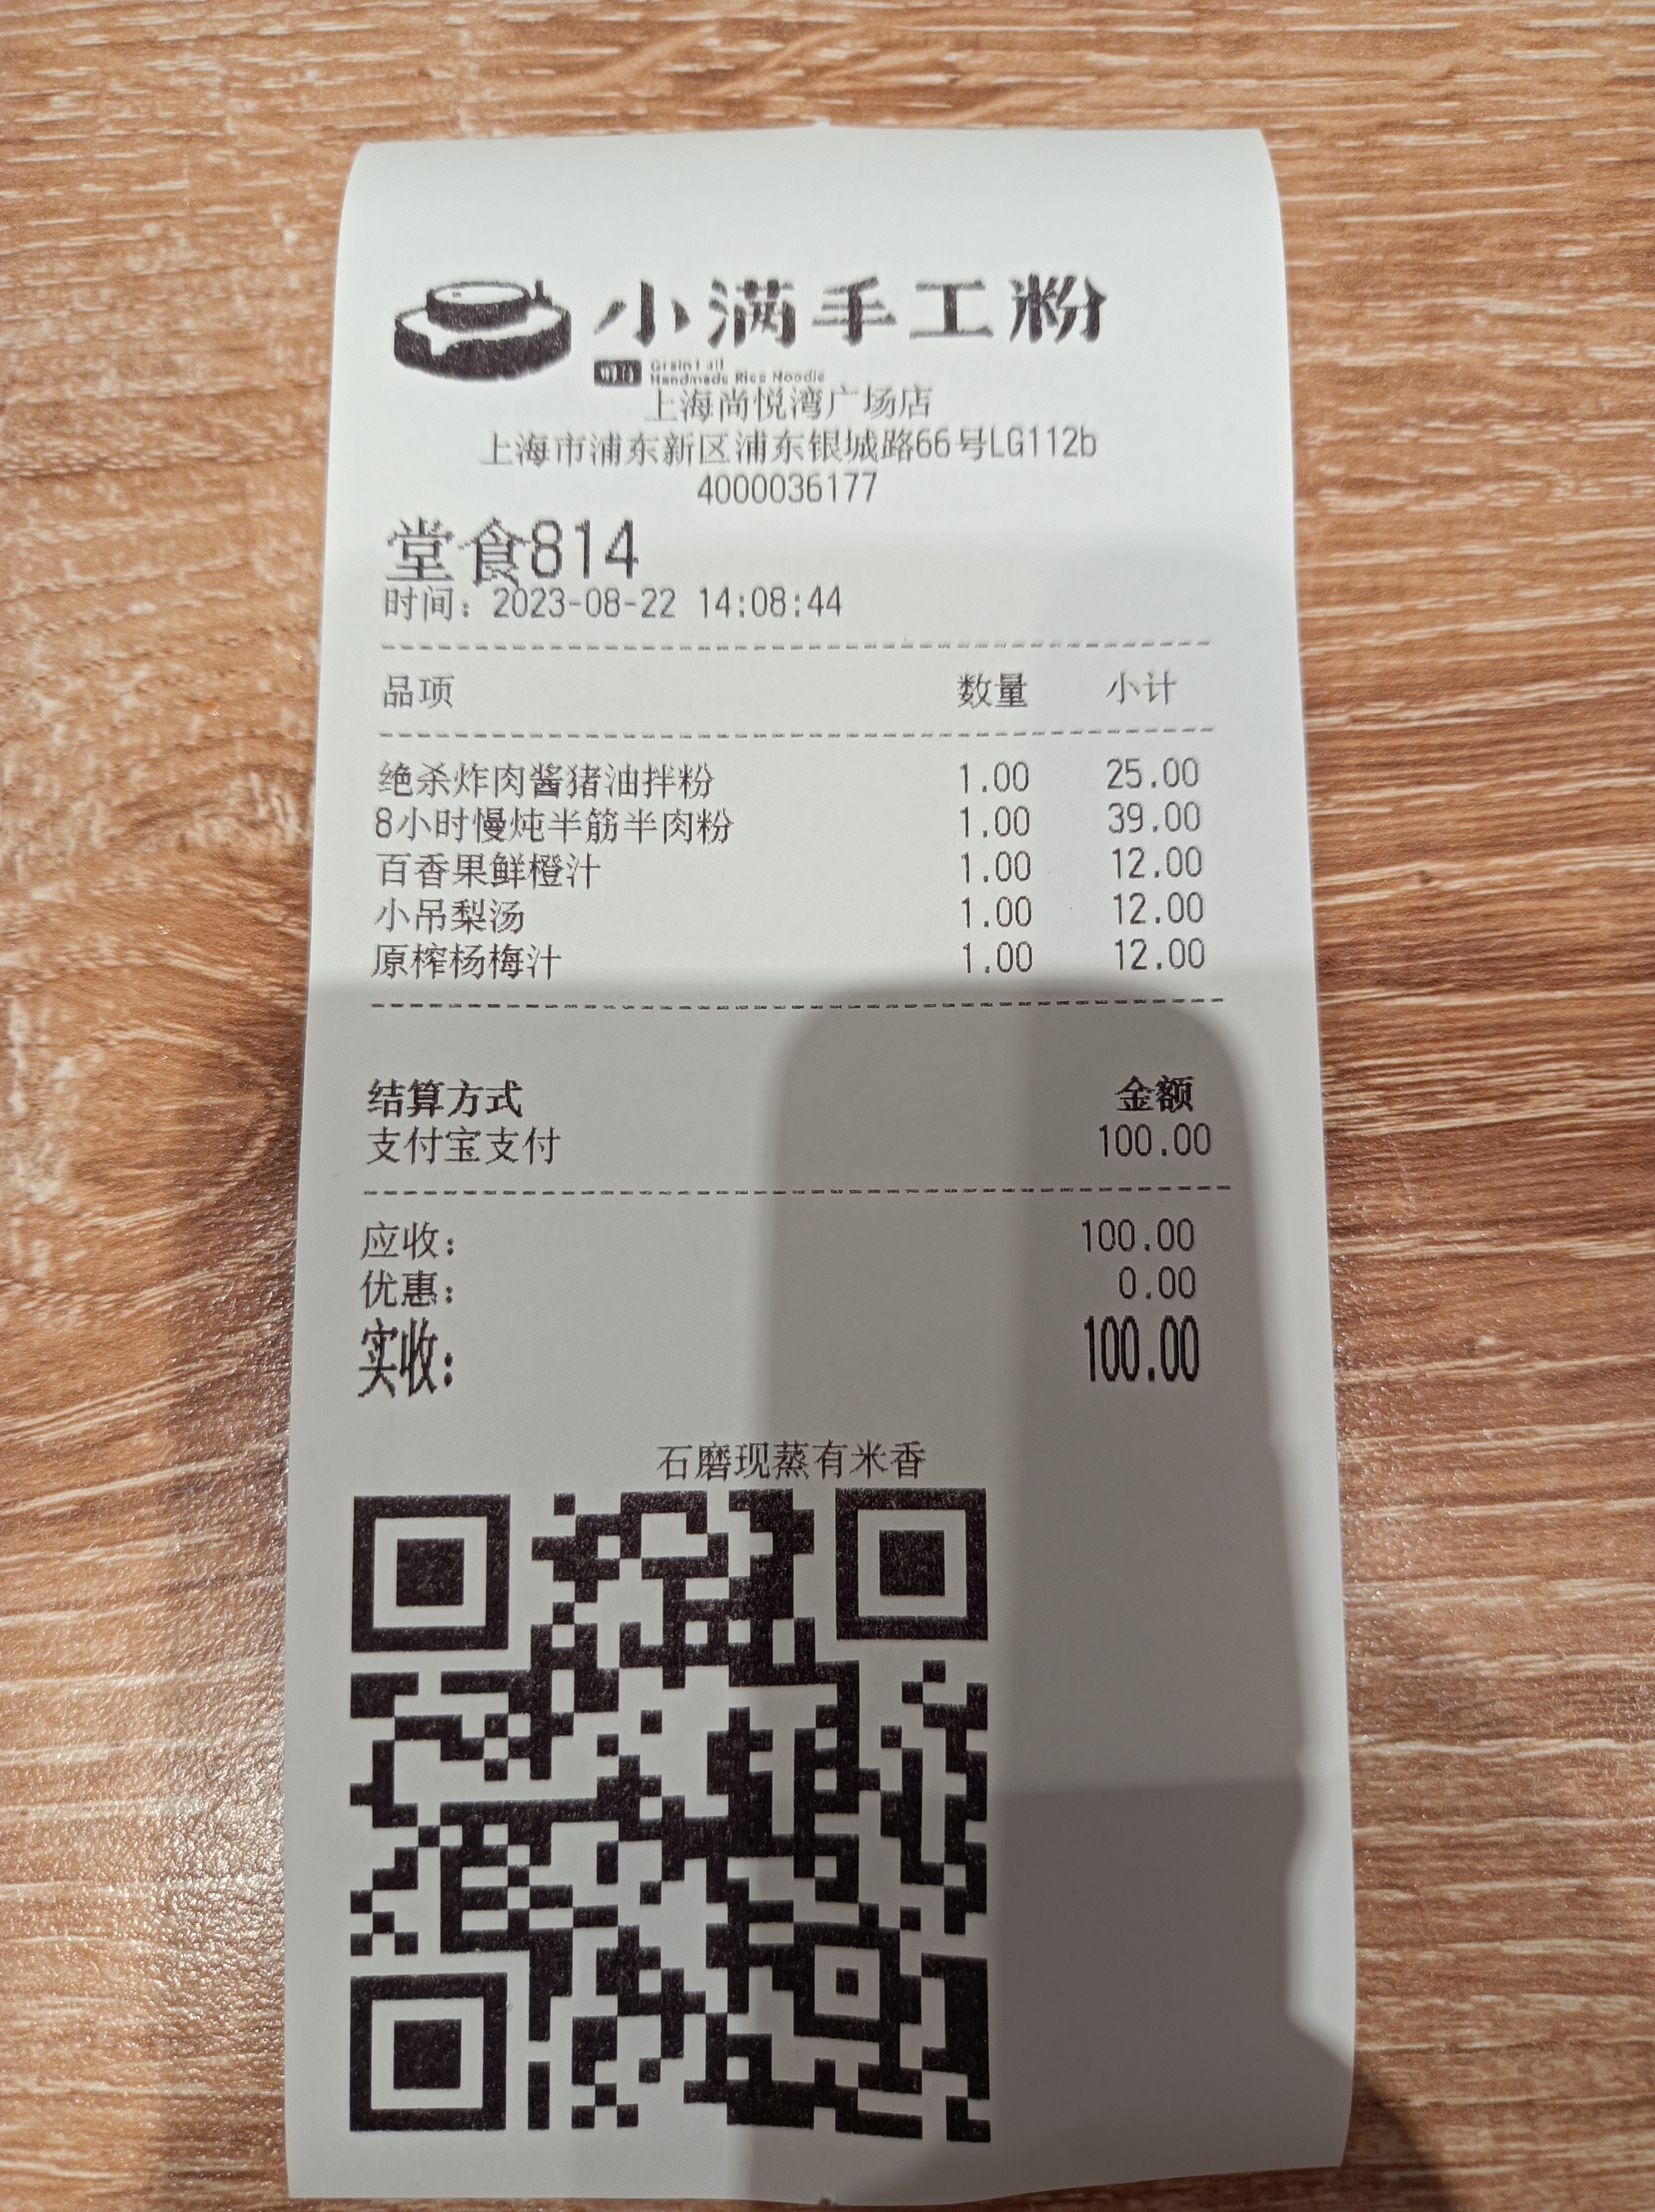 小满手工粉
Grain Full
Handmade Rice Noodle
上海尚悦湾广场店
上海市浦东新区浦东银城路66号LG112b
4000036177
堂食814
时间：2023-08-22 14:08:44
品项 数量 小计
绝杀炸肉酱猪油拌粉 1.00 25.00
8小时慢炖半筋半肉粉 1.00 39.00
百香果鲜橙汁 1.00 12.00
小吊梨汤 1.00 12.00
原榨杨梅汁 1.00 12.00
结算方式 金额
支付宝支付 100.00
应收： 100.00
优惠： 0.00
实收： 100.00
石磨现蒸有米香